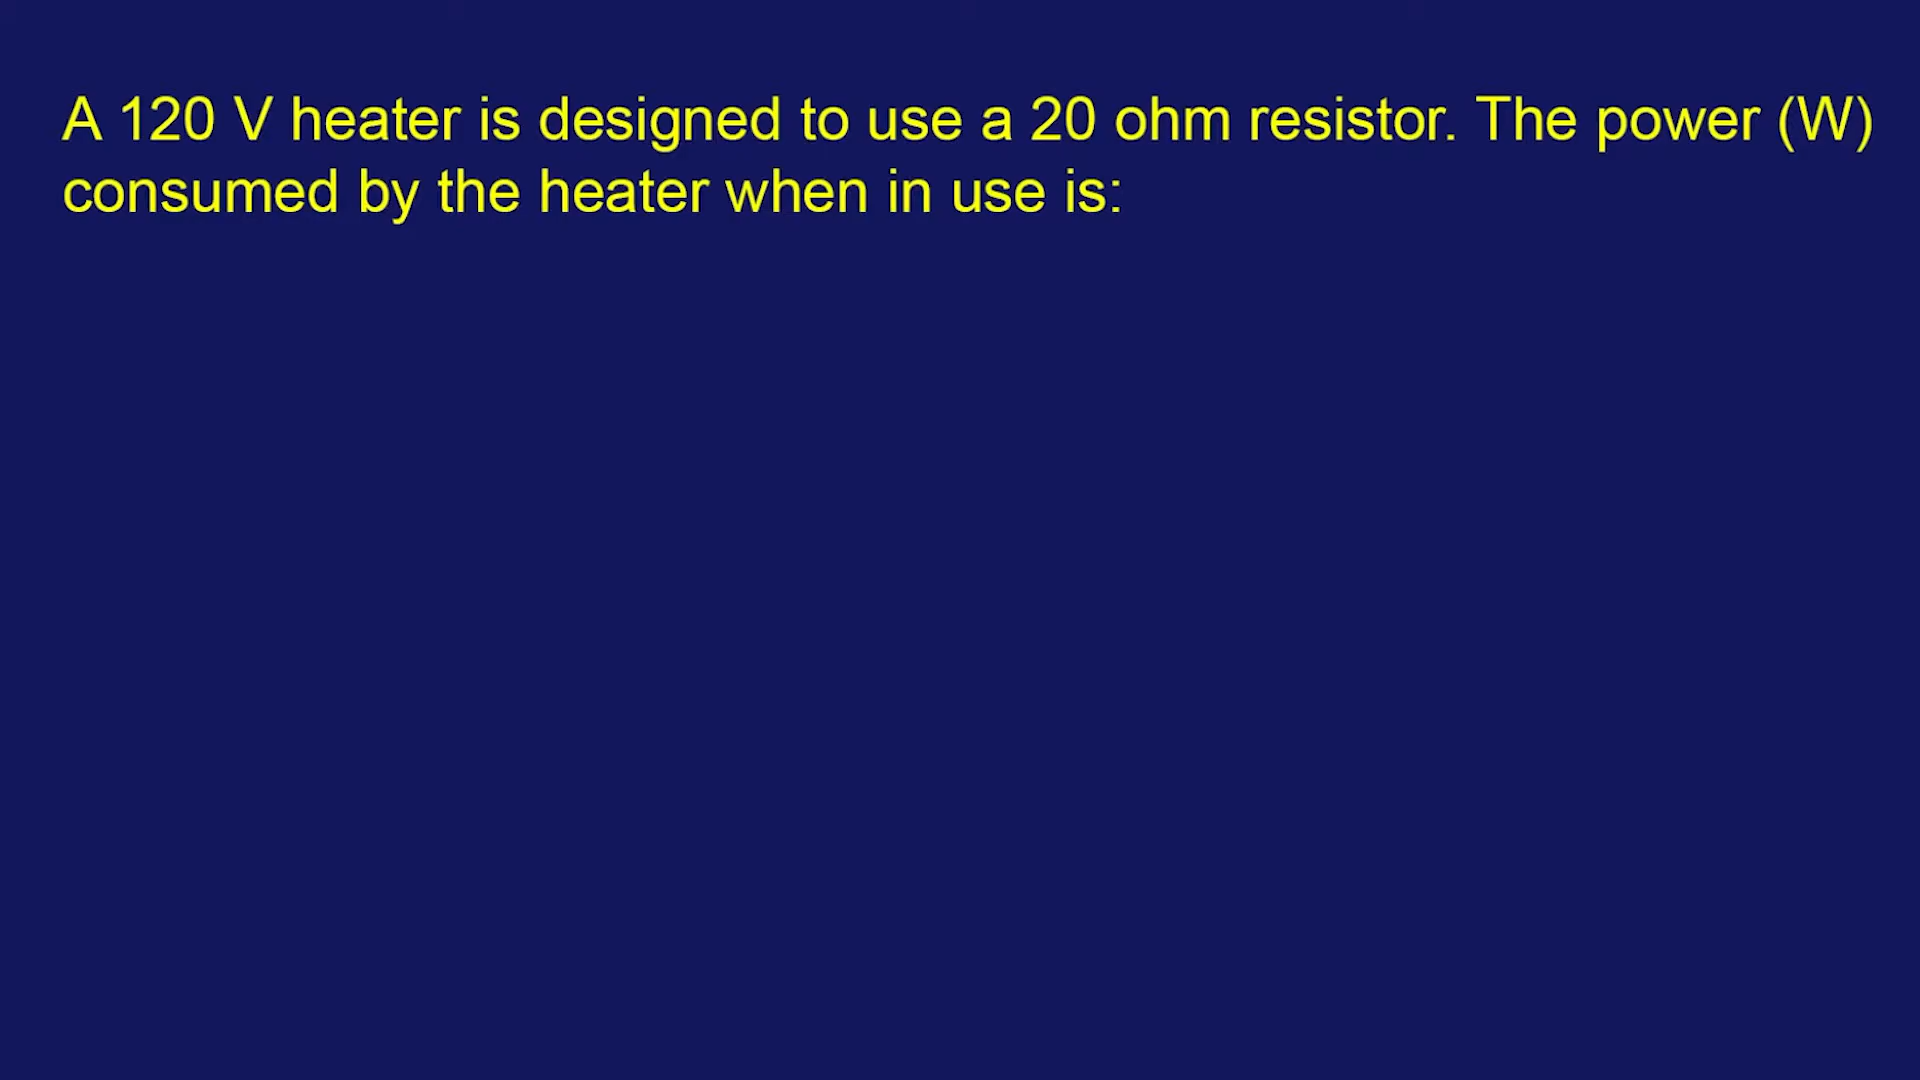 A 120 V heater is designed to use a 20 ohm resistor. The power (W)
consumed by the heater when in use is: